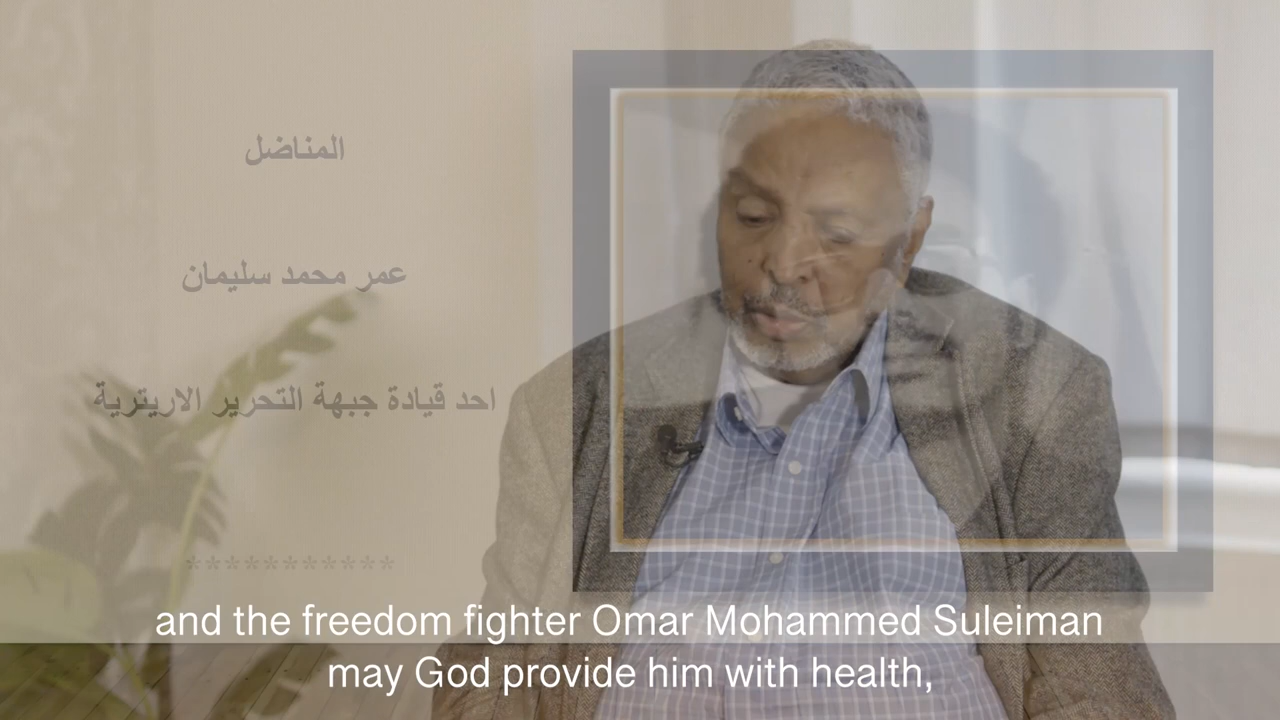 المناضل
عمر محمد سليمان
احد قيادة جبهة التحرير الاريترية
***********
and the freedom fighter Omar Mohammed Suleiman
may God provide him with health,